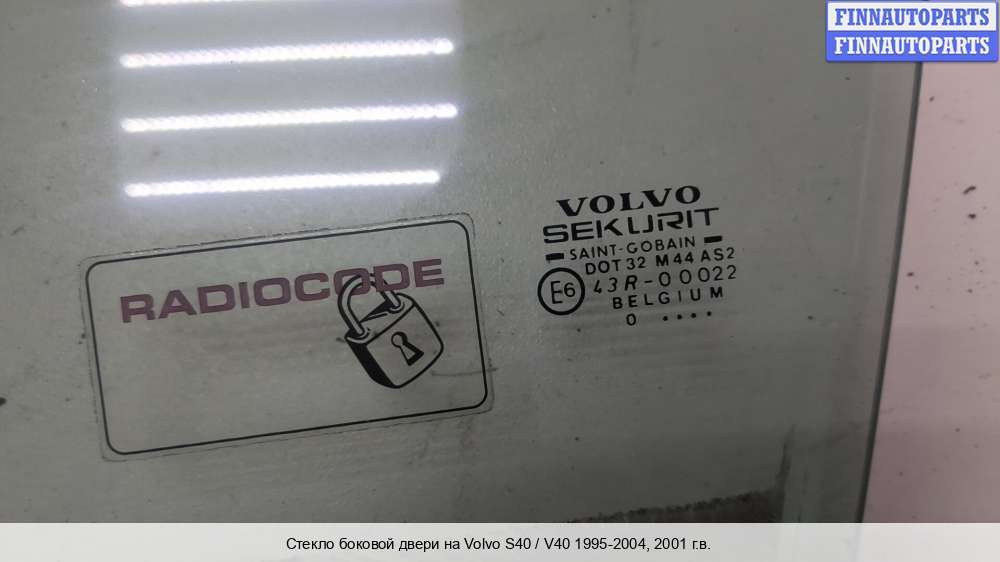 FINNAUTOPARTS
FINNAUTOPARTS
VOLVO
SEKURIT
SAINT-GOBAIN
DOT 32 M44 AS2
E6 43R-00022
BELGIUM
0 ....
RADIOCODE
Стекло боковой двери на Volvo S40 / V40 1995-2004, 2001 г.в.